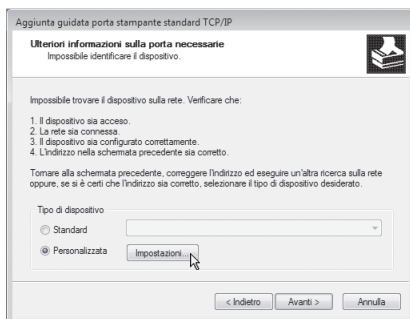 Aggiunta guidata porta stampante standard TCP/IP
Ulteriori informazioni sulla porta necessarie
Impossibile identificare il dispositivo.
Impossibile trovare il dispositivo sulla rete. Verificare che:
1. Il dispositivo sia acceso.
2. La rete sia connessa.
3. Il dispositivo sia configurato correttamente.
4. L'indirizzo nella schermata precedente sia corretto.
Tornare alla schermata precedente, correggere l'indirizzo ed eseguire un'altra ricerca sulla rete
oppure, se si è certi che l'indirizzo sia corretto, selezionare il tipo di dispositivo desiderato.
Tipo di dispositivo
Standard
Personalizzata
Impostazioni...
< Indietro
Avanti >
Annulla